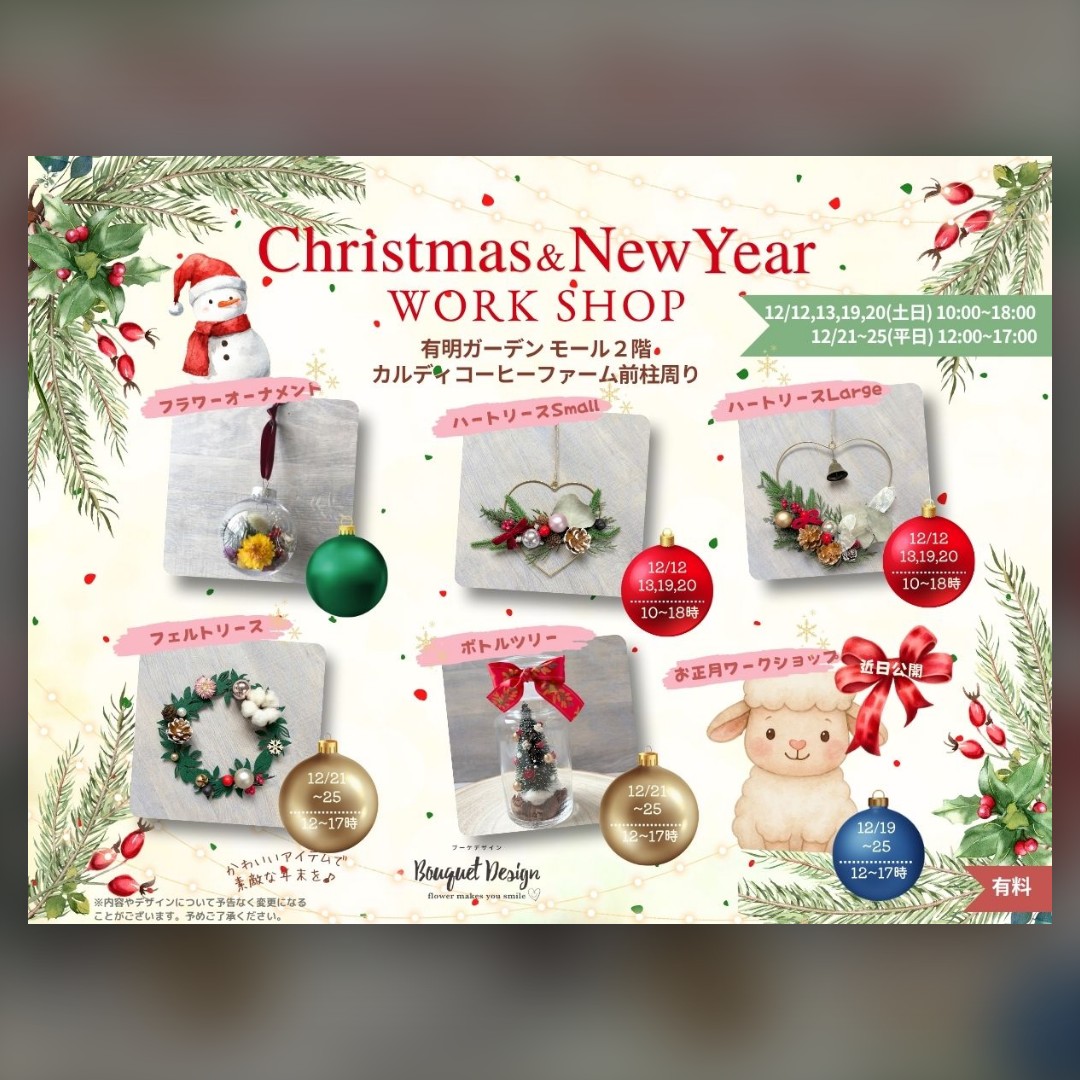 Christmas & New Year
WORK SHOP
有明ガーデン モール２階
カルディコーヒーファーム前柱周り
12/12,13,19,20(土日) 10:00~18:00
12/21~25(平日) 12:00~17:00
フラワーオーナメント
ハートリースSmall
12/12
13,19,20
10~18時
ハートリースLarge
12/12
13,19,20
10~18時
フェルトリース
12/21
~25
12~17時
ボトルツリー
12/21
~25
12~17時
お正月ワークショップ
近日公開
12/19
~25
12~17時
かわいいアイテムで
素敵な年末を♪
ブーケデザイン
Bouquet Design
flower makes you smile♡
※内容やデザインについて予告なく変更になる
ことがございます。予めご了承ください。
有料